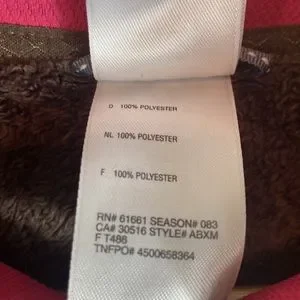 D 100% POLYESTER
NL 100% POLYESTER
F 100% POLYESTER
RN# 61661 SEASON# 083
CA# 30516 STYLE# ABXM
F T486
TNFPO# 4500658364